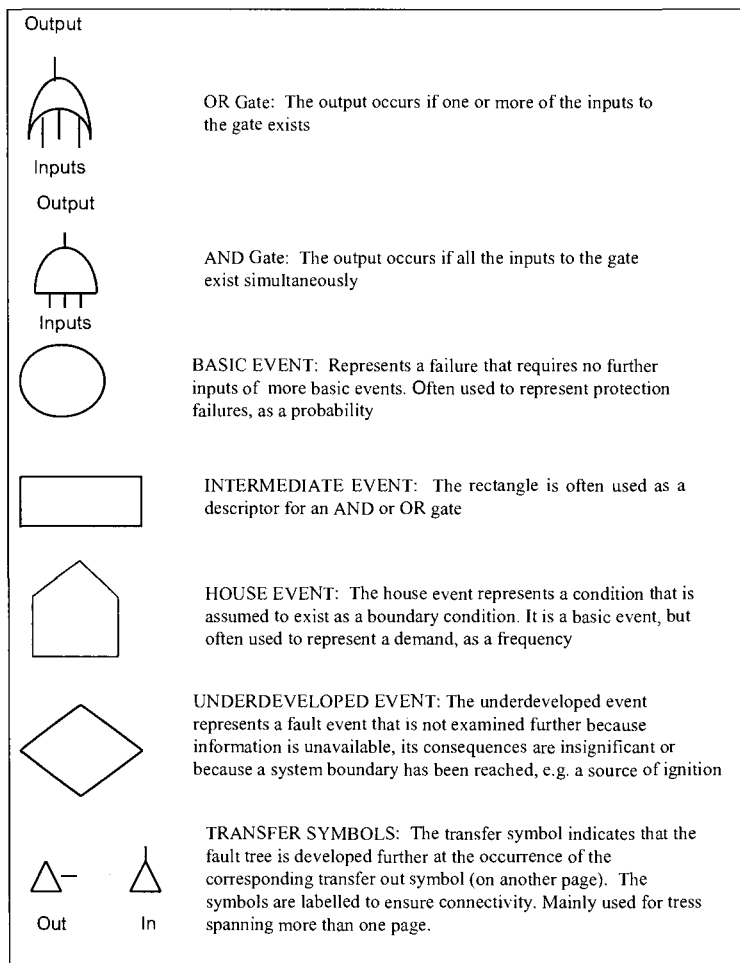 Output
OR Gate: The output occurs if one or more of the inputs to
the gate exists
Inputs
Output
AND Gate: The output occurs if all the inputs to the gate
exist simultaneously
Inputs
BASIC EVENT: Represents a failure that requires no further
inputs of more basic events. Often used to represent protection
failures, as a probability
INTERMEDIATE EVENT: The rectangle is often used as a
descriptor for an AND or OR gate
HOUSE EVENT: The house event represents a condition that is
assumed to exist as a boundary condition. It is a basic event, but
often used to represent a demand, as a frequency
UNDERDEVELOPED EVENT: The underdeveloped event
represents a fault event that is not examined further because
information is unavailable, its consequences are insignificant or
because a system boundary has been reached, e.g. a source of ignition
TRANSFER SYMBOLS: The transfer symbol indicates that the
fault tree is developed further at the occurrence of the
corresponding transfer out symbol (on another page). The
symbols are labelled to ensure connectivity. Mainly used for tress
spanning more than one page.
Out In